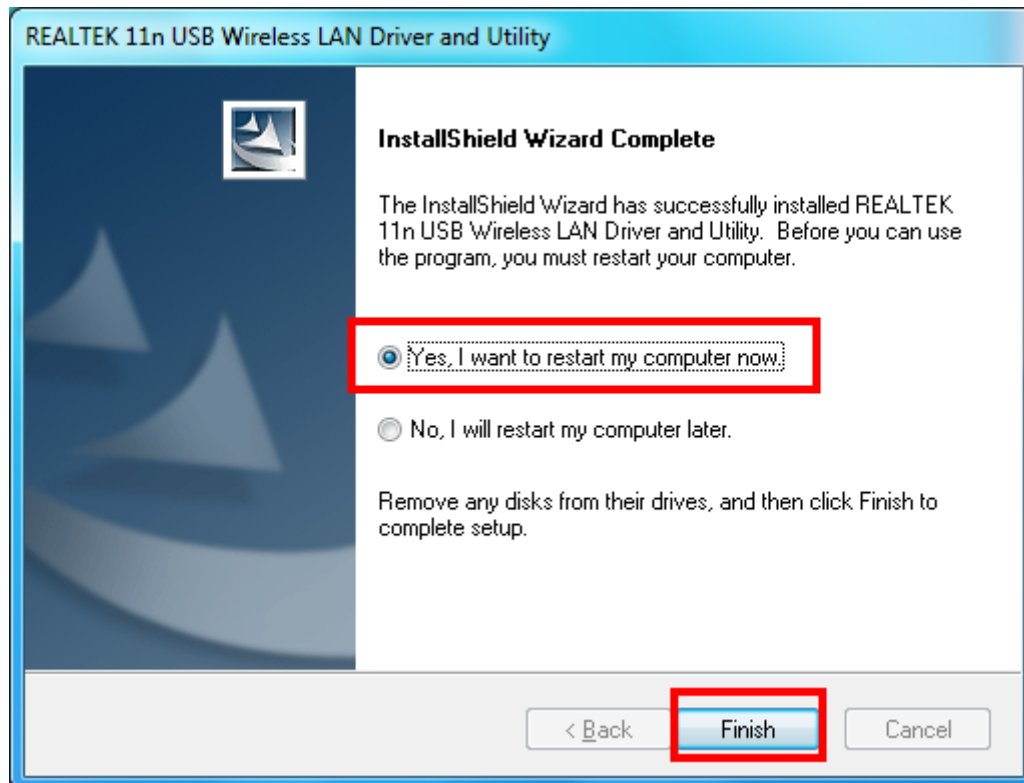 REALTEK 11n USB Wireless LAN Driver and Utility
InstallShield Wizard Complete
The InstallShield Wizard has successfully installed REALTEK
11n USB Wireless LAN Driver and Utility.  Before you can use
the program, you must restart your computer.
Yes, I want to restart my computer now.
No, I will restart my computer later.
Remove any disks from their drives, and then click Finish to
complete setup.
< Back
Finish
Cancel